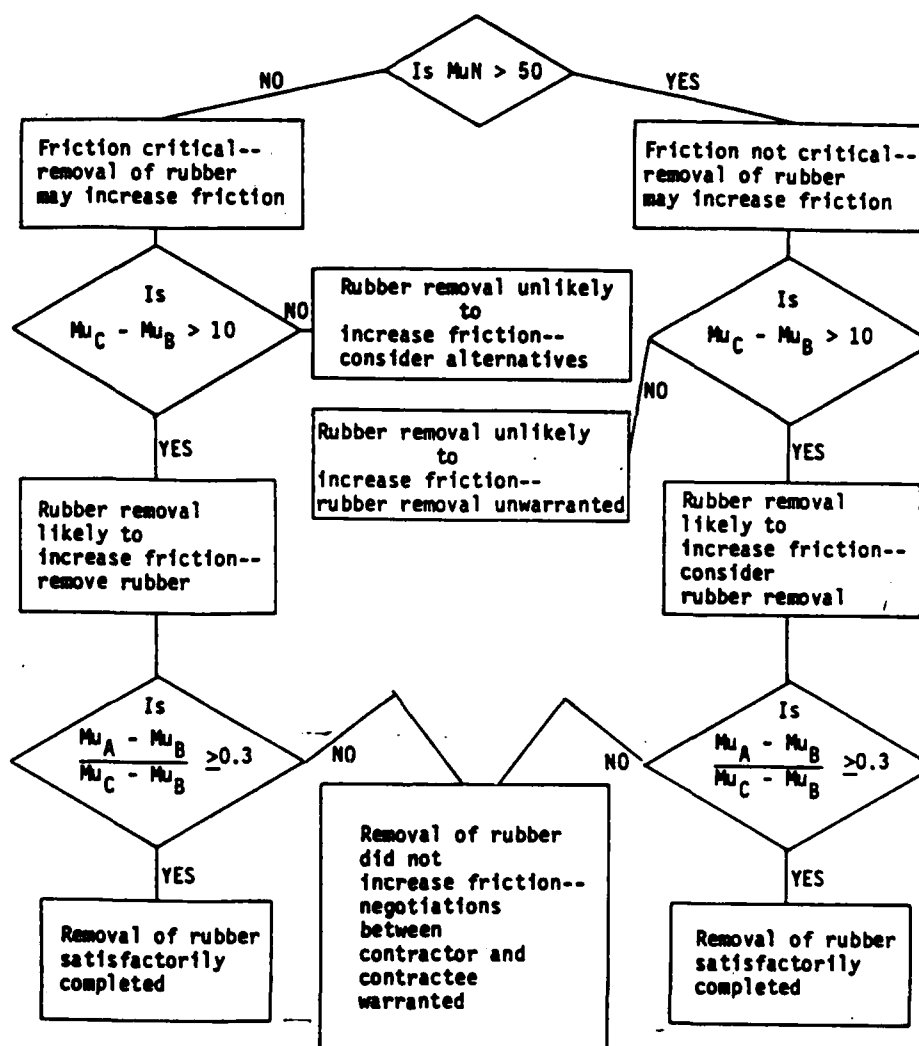 Is MuN > 50
NO
YES
Friction critical--
removal of rubber
may increase friction
Friction not critical--
removal of rubber
may increase friction
Is
Mu_C - Mu_B > 10
NO
Rubber removal unlikely
to
increase friction--
consider alternatives
Is
Mu_C - Mu_B > 10
NO
Rubber removal unlikely
to
increase friction--
rubber removal unwarranted
YES
YES
Rubber removal
likely to
increase friction--
remove rubber
Rubber removal
likely to
increase friction--
consider
rubber removal
Is
Mu_A - Mu_B
Mu_C - Mu_B ≥0.3
NO
NO
Is
Mu_A - Mu_B
Mu_C - Mu_B ≥0.3
YES
YES
Removal of rubber
satisfactorily
completed
Removal of rubber
did not
increase friction--
negotiations
between
contractor and
contractee
warranted
Removal of rubber
satisfactorily
completed